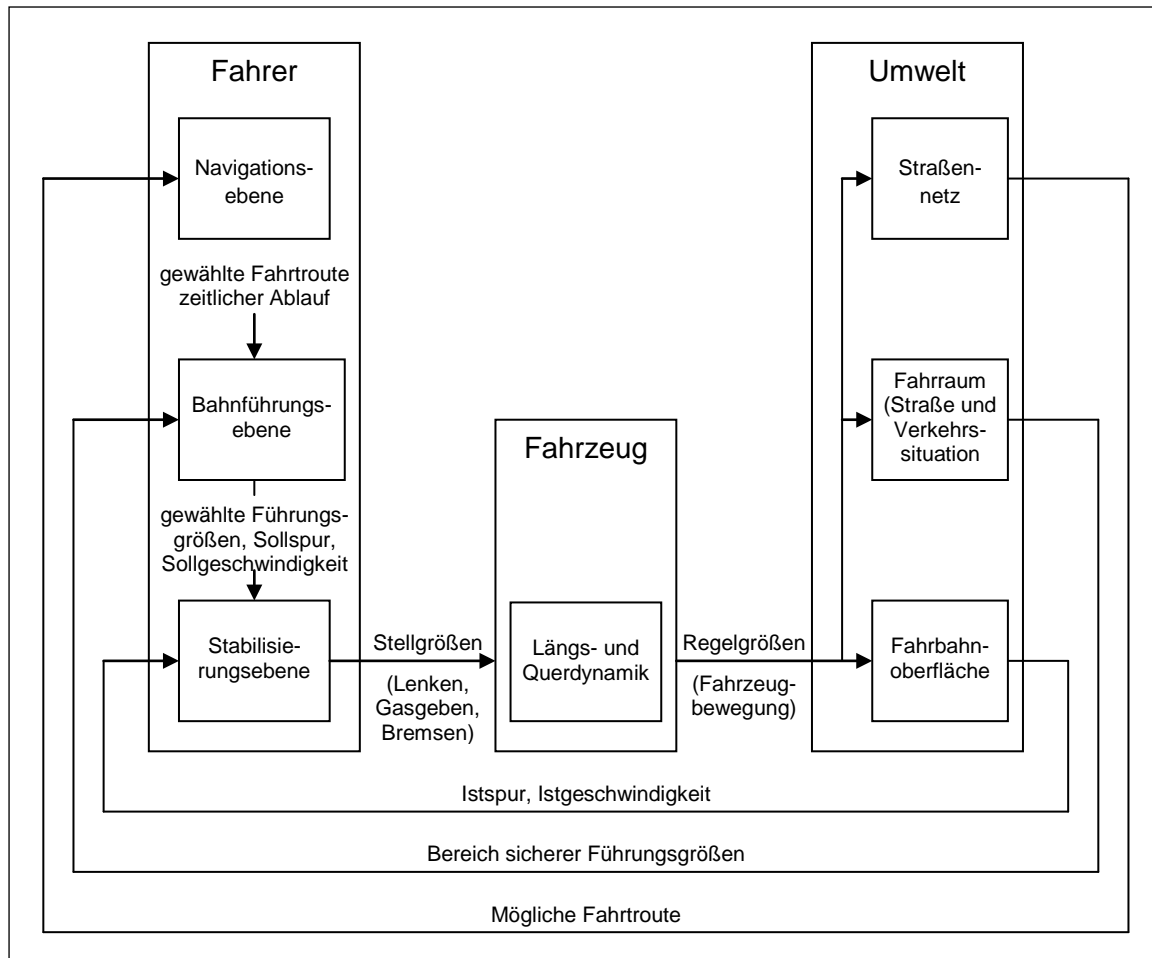 Fahrer
Navigations-
ebene
gewählte Fahrtroute
zeitlicher Ablauf
Bahnführungs-
ebene
gewählte Führungs-
größen, Sollspur,
Sollgeschwindigkeit
Stabilisie-
rungsebene
Stellgrößen
(Lenken,
Gasgeben,
Bremsen)
Fahrzeug
Längs- und
Querdynamik
Regelgrößen
(Fahrzeug-
bewegung)
Umwelt
Straßen-
netz
Fahrraum
(Straße und
Verkehrs-
situation
Fahrbahn-
oberfläche
Istspur, Istgeschwindigkeit
Bereich sicherer Führungsgrößen
Mögliche Fahrtroute